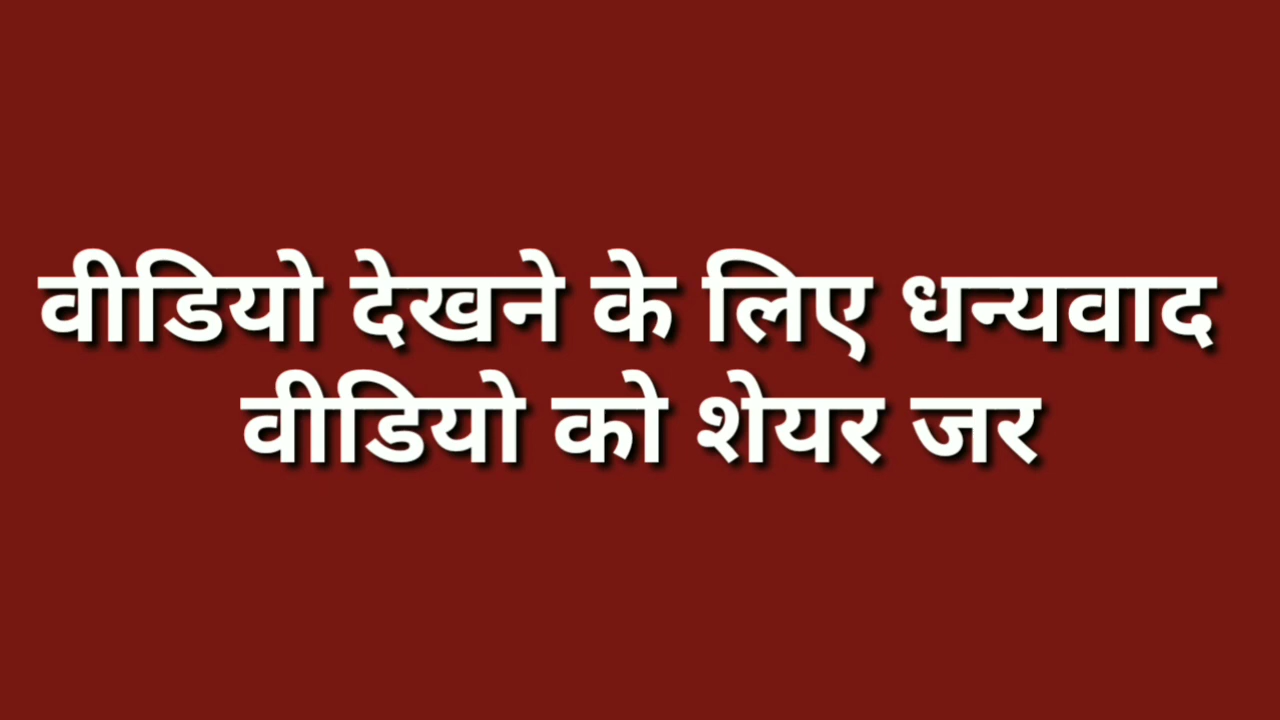 वीडियो देखने के लिए धन्यवाद
वीडियो को शेयर जर